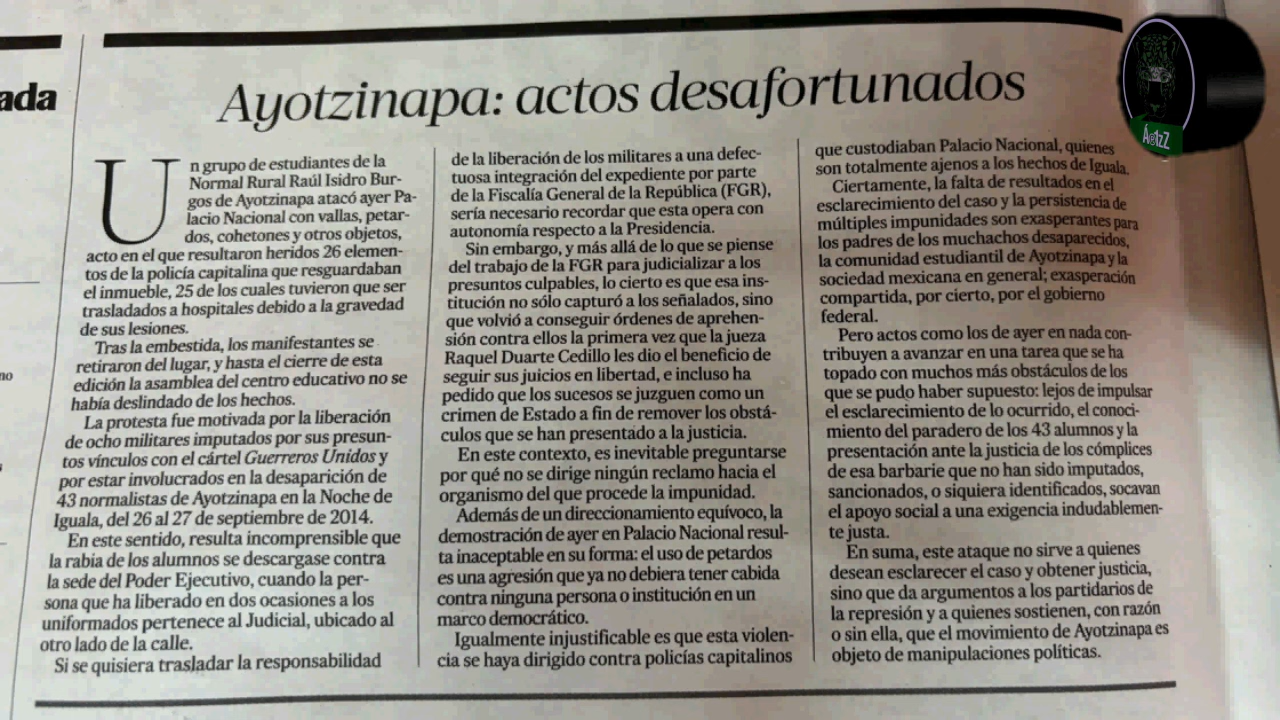 ada
no
Ayotzinapa: actos desafortunados
Un grupo de estudiantes de la
Normal Rural Raúl Isidro Bur-
gos de Ayotzinapa atacó ayer Pa-
lacio Nacional con vallas, petar-
dos, cohetones y otros objetos,
acto en el que resultaron heridos 26 elemen-
tos de la policía capitalina que resguardaban
el inmueble, 25 de los cuales tuvieron que ser
trasladados a hospitales debido a la gravedad
de sus lesiones.
Tras la embestida, los manifestantes se
retiraron del lugar, y hasta el cierre de esta
edición la asamblea del centro educativo no se
había deslindado de los hechos.
La protesta fue motivada por la liberación
de ocho militares imputados por sus presun-
tos vínculos con el cártel Guerreros Unidos y
por estar involucrados en la desaparición de
43 normalistas de Ayotzinapa en la Noche de
Iguala, del 26 al 27 de septiembre de 2014.
En este sentido, resulta incomprensible que
la rabia de los alumnos se descargase contra
la sede del Poder Ejecutivo, cuando la per-
sona que ha liberado en dos ocasiones a los
uniformados pertenece al Judicial, ubicado al
otro lado de la calle.
Si se quisiera trasladar la responsabilidad
de la liberación de los militares a una defec-
tuosa integración del expediente por parte
de la Fiscalía General de la República (FGR),
sería necesario recordar que esta opera con
autonomía respecto a la Presidencia.
Sin embargo, y más allá de lo que se piense
del trabajo de la FGR para judicializar a los
presuntos culpables, lo cierto es que esa ins-
titución no sólo capturó a los señalados, sino
que volvió a conseguir órdenes de aprehen-
sión contra ellos la primera vez que la jueza
Raquel Duarte Cedillo les dio el beneficio de
seguir sus juicios en libertad, e incluso ha
pedido que los sucesos se juzguen como un
crimen de Estado a fin de remover los obstá-
culos que se han presentado a la justicia.
En este contexto, es inevitable preguntarse
por qué no se dirige ningún reclamo hacia el
organismo del que procede la impunidad.
Además de un direccionamiento equívoco, la
demostración de ayer en Palacio Nacional resul-
ta inaceptable en su forma: el uso de petardos
es una agresión que ya no debiera tener cabida
contra ninguna persona o institución en un
marco democrático.
Igualmente injustificable es que esta violen-
cia se haya dirigido contra policías capitalinos
que custodiaban Palacio Nacional, quienes
son totalmente ajenos a los hechos de Iguala.
Ciertamente, la falta de resultados en el
esclarecimiento del caso y la persistencia de
múltiples impunidades son exasperantes para
los padres de los muchachos desaparecidos,
la comunidad estudiantil de Ayotzinapa y la
sociedad mexicana en general; exasperación
compartida, por cierto, por el gobierno
federal.
Pero actos como los de ayer en nada con-
tribuyen a avanzar en una tarea que se ha
topado con muchos más obstáculos de los
que se pudo haber supuesto: lejos de impulsar
el esclarecimiento de lo ocurrido, el conoci-
miento del paradero de los 43 alumnos y la
presentación ante la justicia de los cómplices
de esa barbarie que no han sido imputados,
sancionados, o siquiera identificados, socavan
el apoyo social a una exigencia indudablemen-
te justa.
En suma, este ataque no sirve a quienes
desean esclarecer el caso y obtener justicia,
sino que da argumentos a los partidarios de
la represión y a quienes sostienen, con razón
o sin ella, que el movimiento de Ayotzinapa es
objeto de manipulaciones políticas.